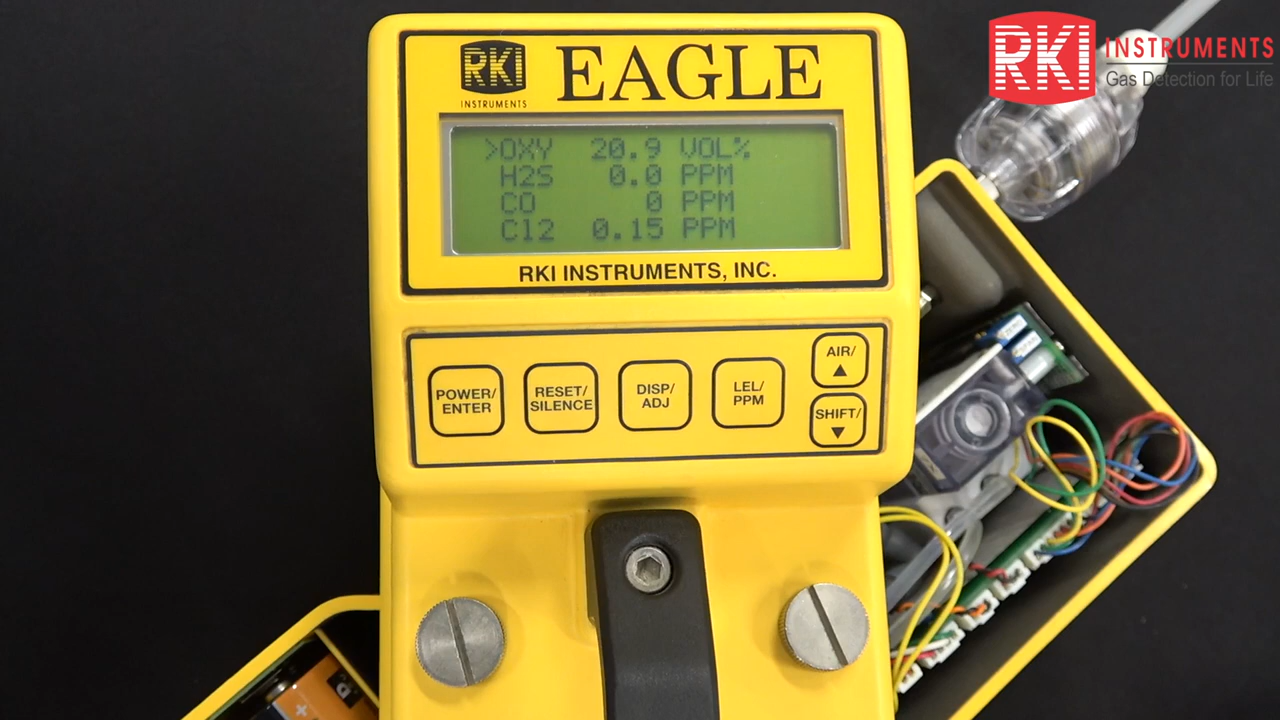 RKI
INSTRUMENTS
EAGLE
>OXY 20.9 VOL%
H2S 0.0 PPM
CO 0 PPM
Cl2 0.15 PPM
RKI INSTRUMENTS, INC.
POWER/
ENTER
RESET/
SILENCE
DISP/
ADJ
LEL/
PPM
AIR/
▲
SHIFT/
▼
RKI INSTRUMENTS
Gas Detection for Life
+